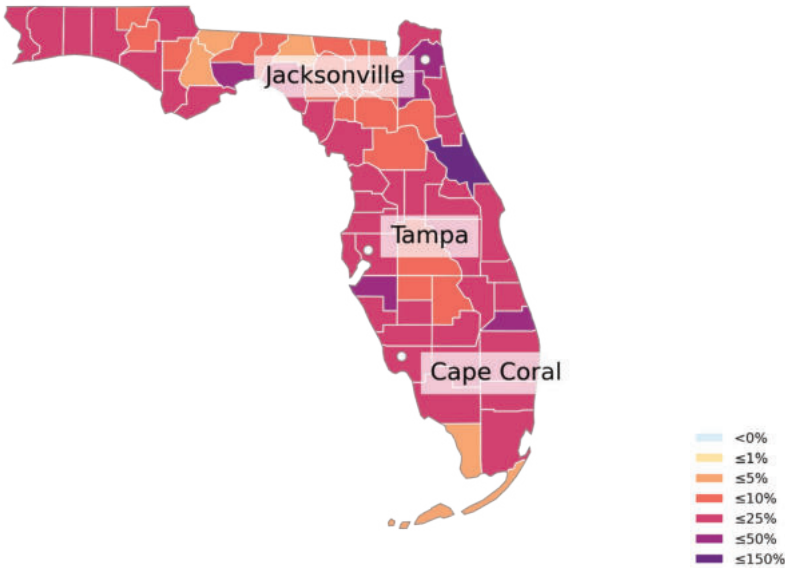 Jacksonville
Tampa
Cape Coral
<0%
≤1%
≤5%
≤10%
≤25%
≤50%
≤150%